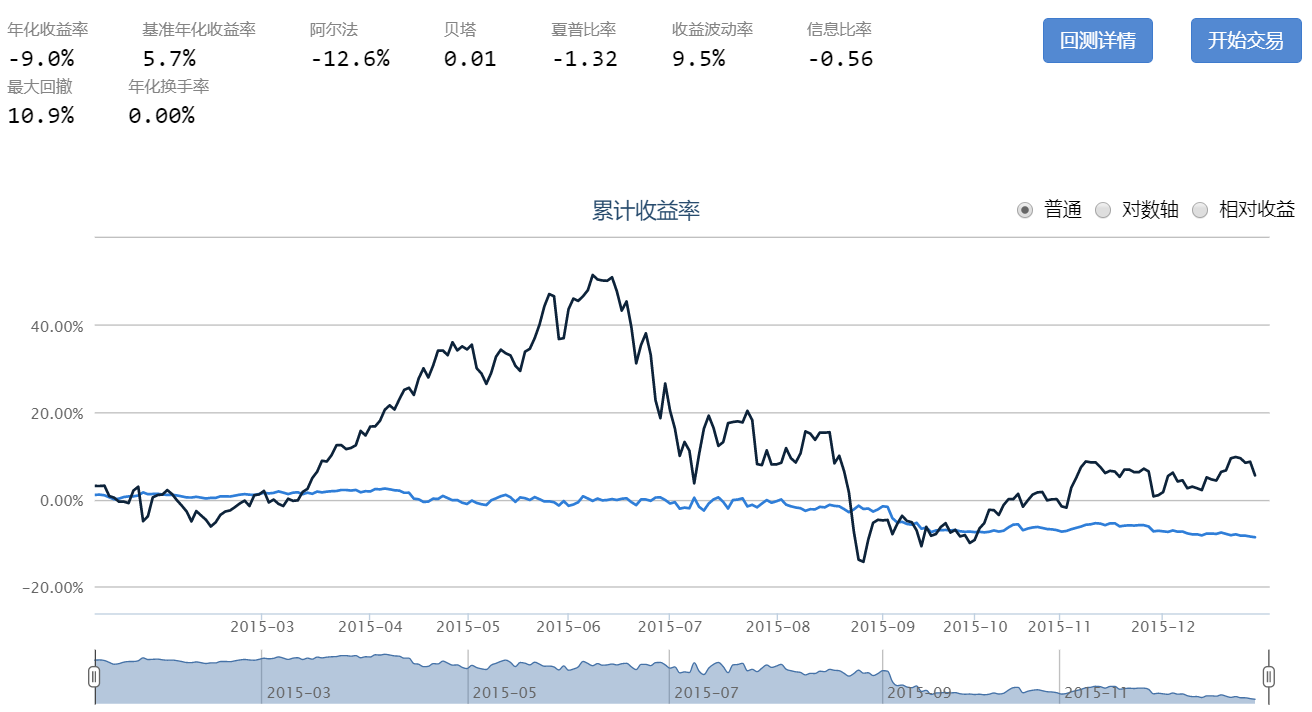 年化收益率 基准年化收益率 阿尔法 贝塔 夏普比率 收益波动率 信息比率
-9.0% 5.7% -12.6% 0.01 -1.32 9.5% -0.56
回测详情 开始交易
最大回撤 年化换手率
10.9% 0.00%
累计收益率
普通 对数轴 相对收益
40.00%
20.00%
0.00%
-20.00%
2015-03 2015-04 2015-05 2015-06 2015-07 2015-08 2015-09 2015-10 2015-11 2015-12
2015-03 2015-05 2015-07 2015-09 2015-11